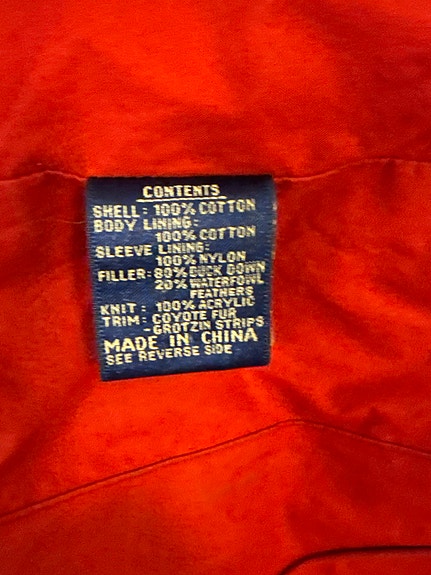 CONTENTS
SHELL: 100% COTTON
BODY LINING:
100% COTTON
SLEEVE LINING:
100% NYLON
FILLER: 80% DUCK DOWN
20% WATERFOWL
FEATHERS
KNIT: 100% ACRYLIC
TRIM: COYOTE FUR
-GROTZIN STRIPS
MADE IN CHINA
SEE REVERSE SIDE